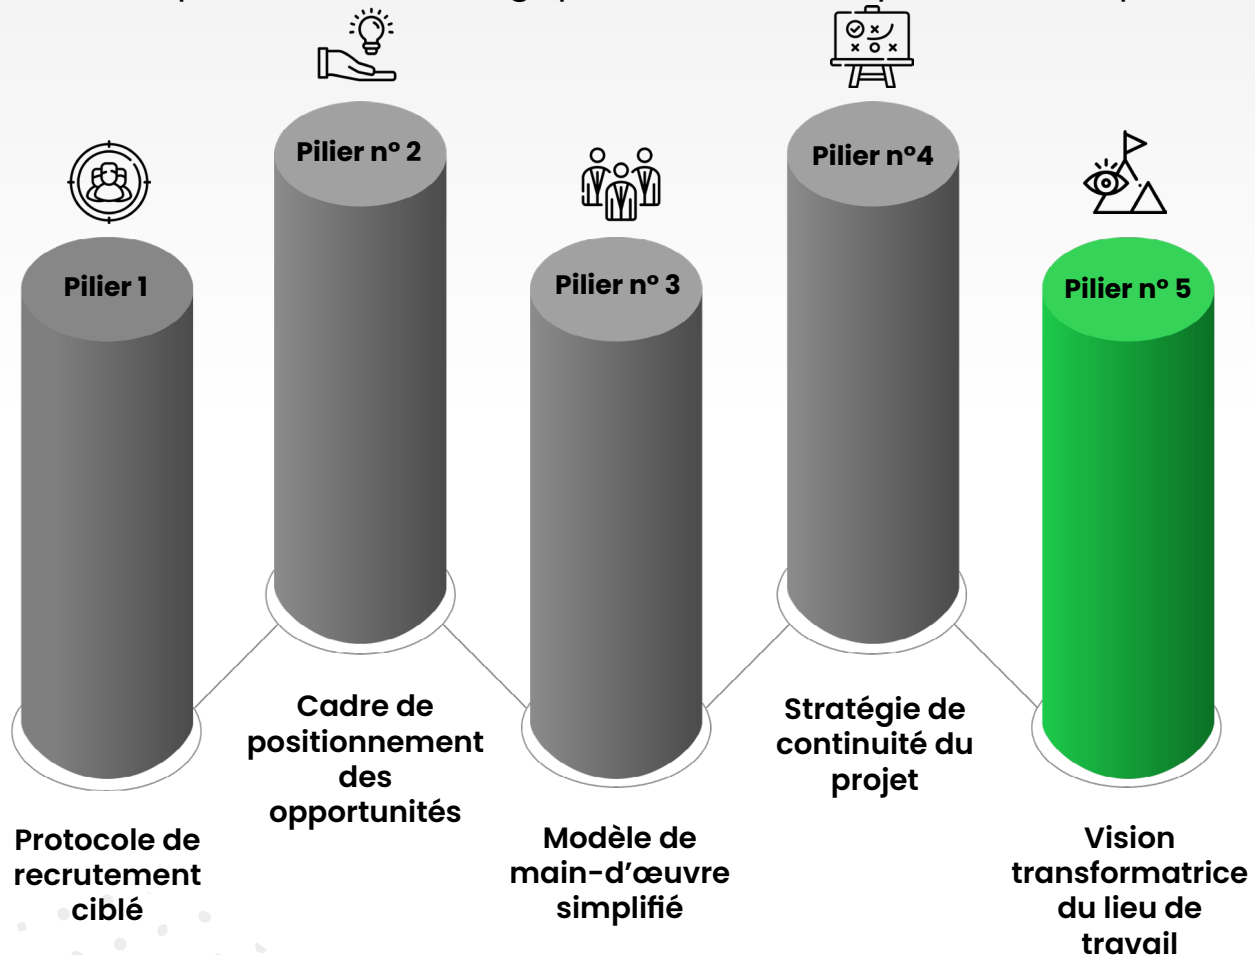 Pilier 1
Protocole de
recrutement
ciblé
Pilier n° 2
Cadre de
positionnement
des
opportunités
Pilier n° 3
Modèle de
main-d’œuvre
simplifié
Pilier n°4
Stratégie de
continuité du
projet
Pilier n° 5
Vision
transformatrice
du lieu de
travail